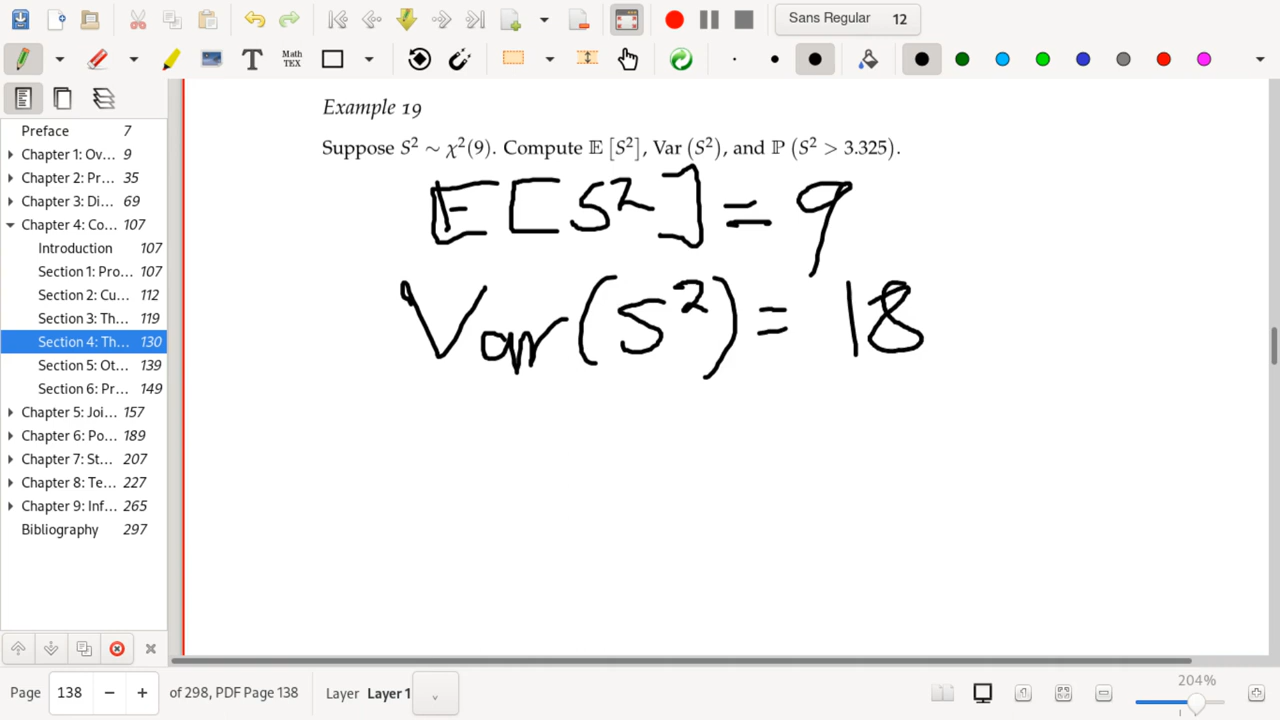 Sans Regular 12
T Math TEX
Preface 7
Chapter 1: Ov... 9
Chapter 2: Pr... 35
Chapter 3: Di... 69
Chapter 4: Co... 107
Introduction 107
Section 1: Pro... 107
Section 2: Cu... 112
Section 3: Th... 119
Section 4: Th... 130
Section 5: Ot... 139
Section 6: Pr... 149
Chapter 5: Joi... 157
Chapter 6: Po... 189
Chapter 7: St... 207
Chapter 8: Te... 227
Chapter 9: Inf... 265
Bibliography 297
Example 19
Suppose S² ∼ χ²(9). Compute 𝔼 [S²], Var (S²), and ℙ (S² > 3.325).
𝔼[S²] = 9
Var(S²) = 18
Page 138 of 298, PDF Page 138 Layer Layer 1 204%